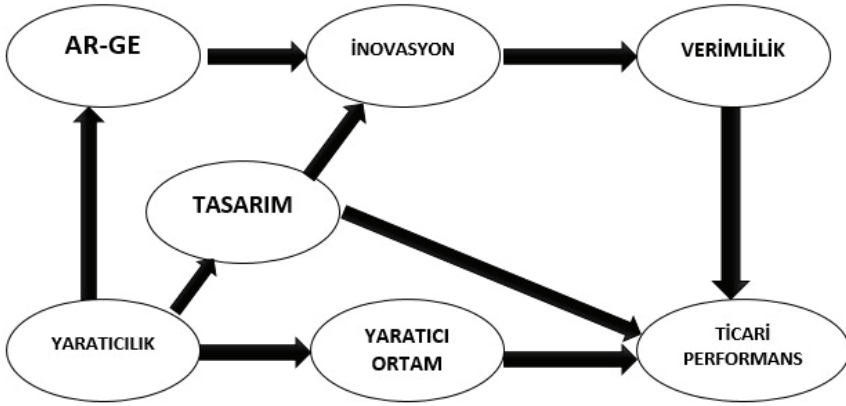 AR-GE
İNOVASYON
VERİMLİLİK
TASARIM
YARATICILIK
YARATICI
ORTAM
TİCARİ
PERFORMANS